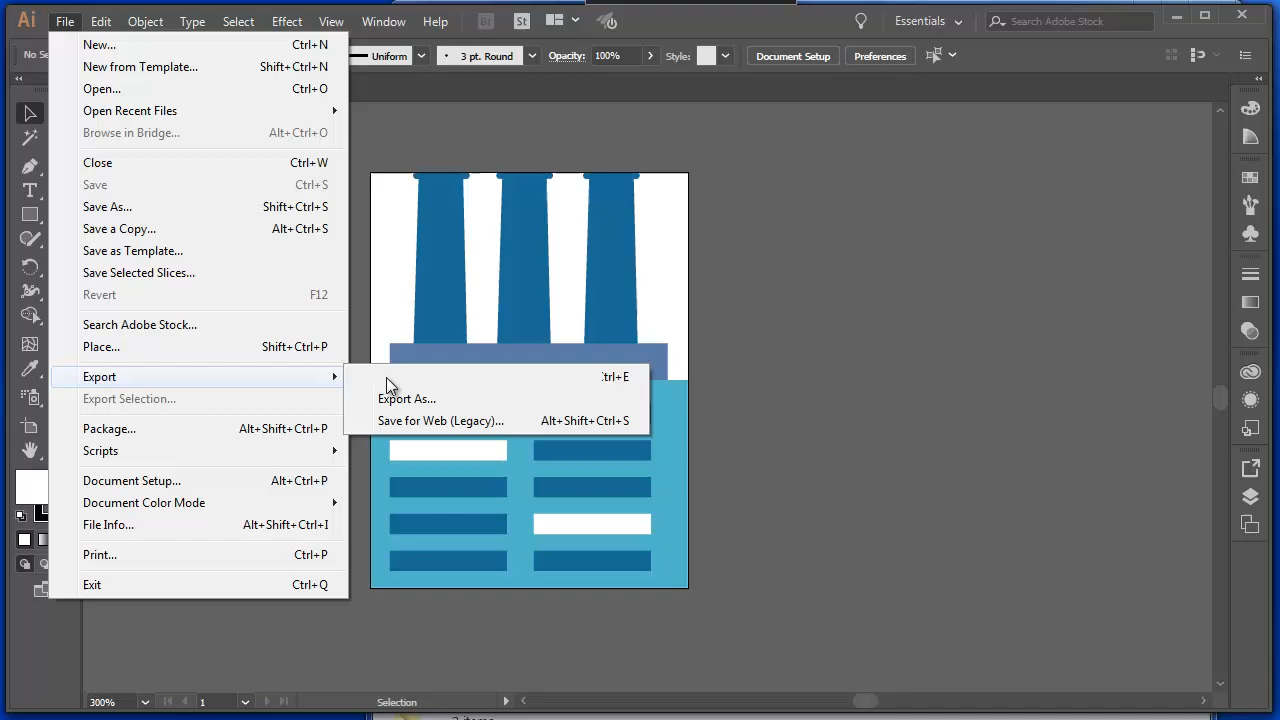 Ai File Edit Object Type Select Effect View Window Help Br St Essentials Search Adobe Stock
No Se Uniform 3 pt. Round Opacity: 100% Style: Document Setup Preferences
New... Ctrl+N
New from Template... Shift+Ctrl+N
Open... Ctrl+O
Open Recent Files
Browse in Bridge... Alt+Ctrl+O
Close Ctrl+W
Save Ctrl+S
Save As... Shift+Ctrl+S
Save a Copy... Alt+Ctrl+S
Save as Template...
Save Selected Slices...
Revert F12
Search Adobe Stock...
Place... Shift+Ctrl+P
Export
Export Selection...
Package... Alt+Shift+Ctrl+P
Scripts
Document Setup... Alt+Ctrl+P
Document Color Mode
File Info... Alt+Shift+Ctrl+I
Print... Ctrl+P
Exit Ctrl+Q
Ctrl+E
Export As...
Save for Web (Legacy)... Alt+Shift+Ctrl+S
300% 1 Selection